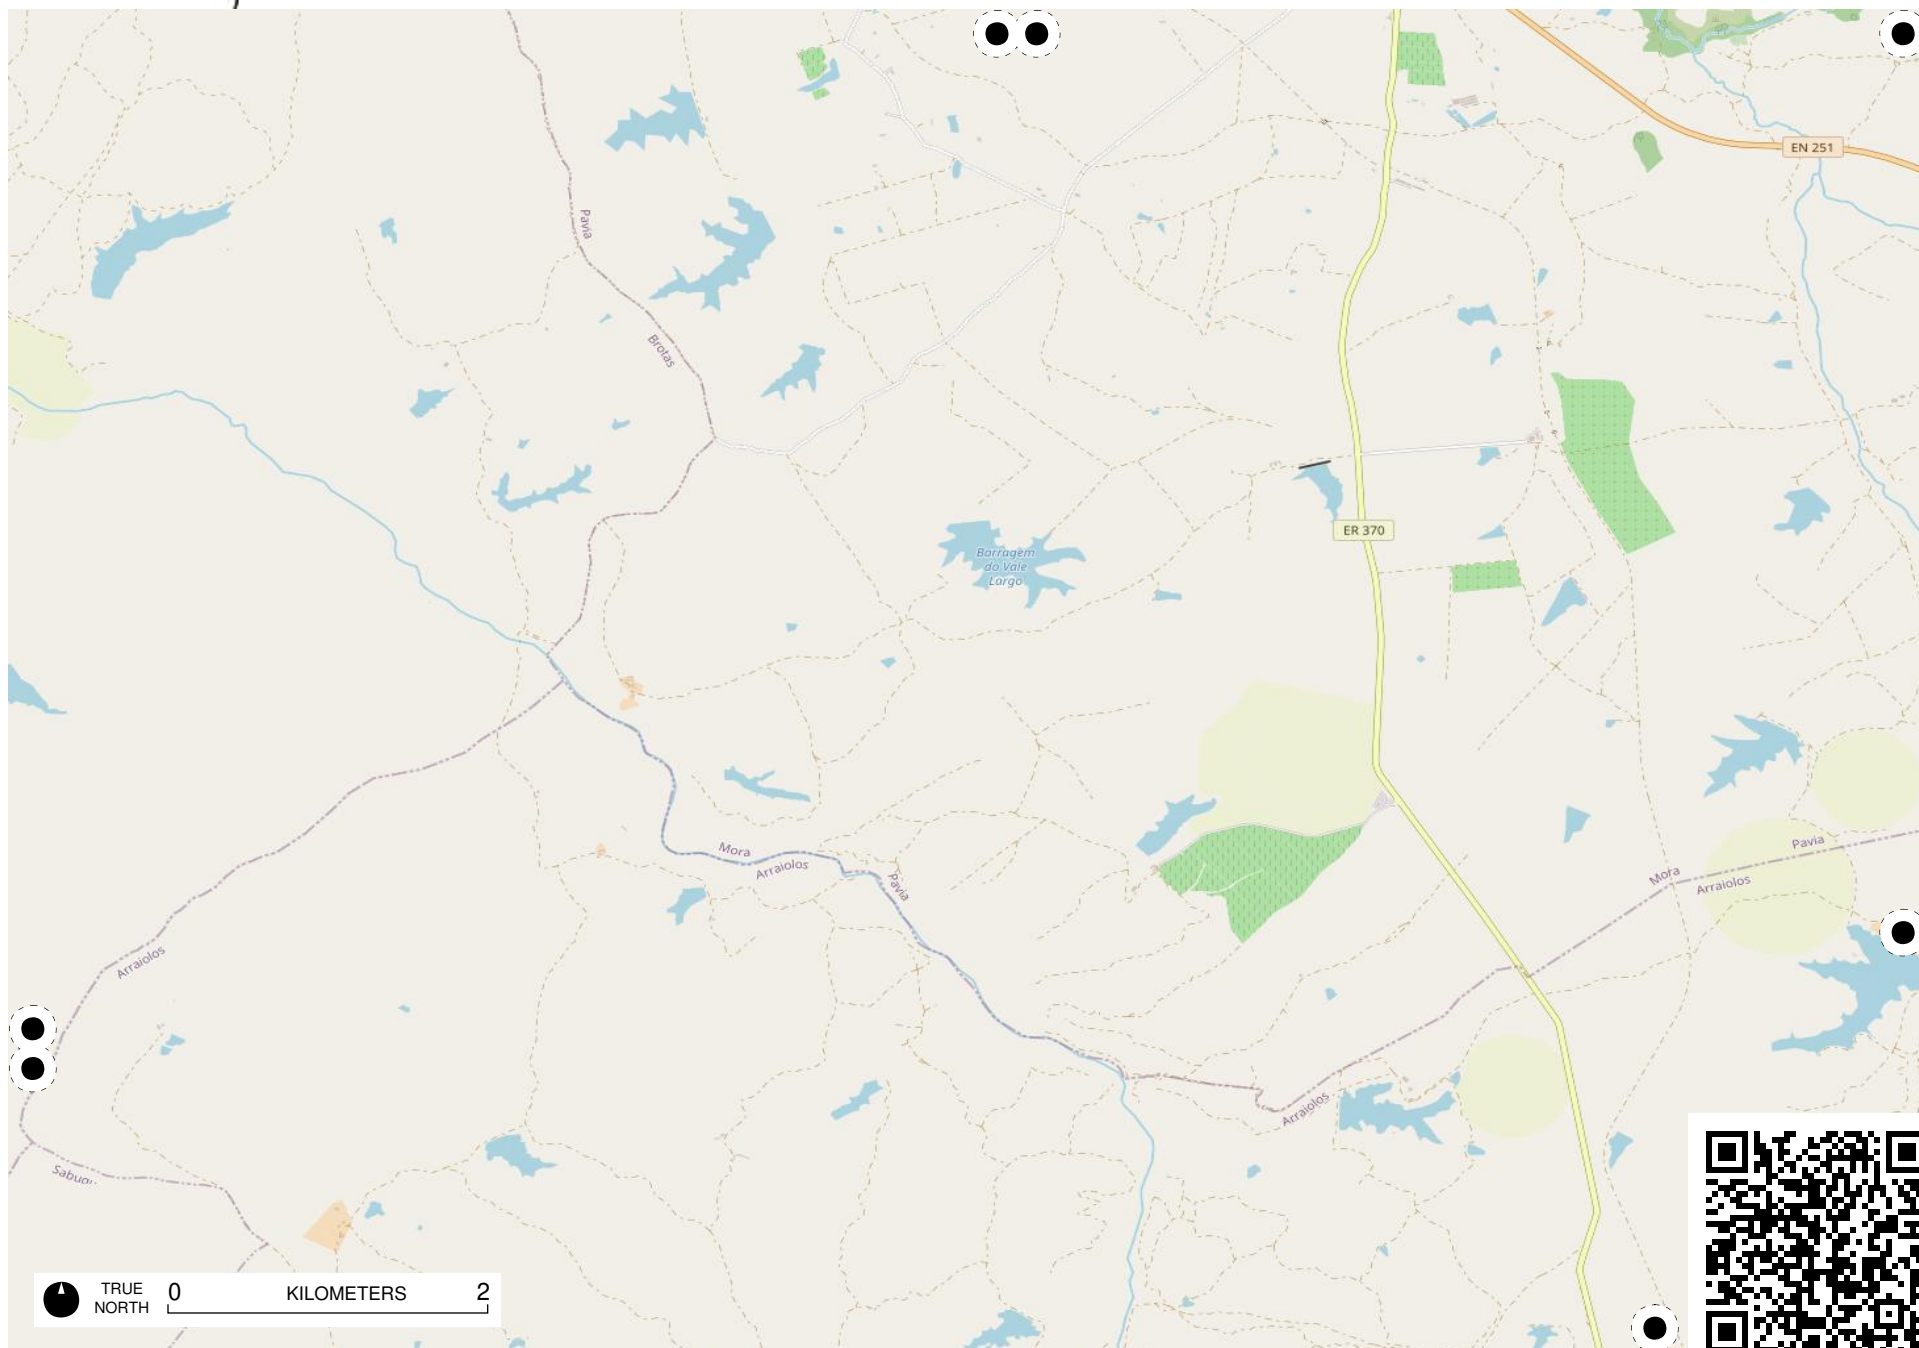 EN 251
Pavia
Brotas
ER 370
Barragem
do Vale
Largo
Mora
Arraiolos
Pavia
Pavia
Mora
Arraiolos
Arraiolos
Arraiolos
TRUE
NORTH
0
KILOMETERS
2